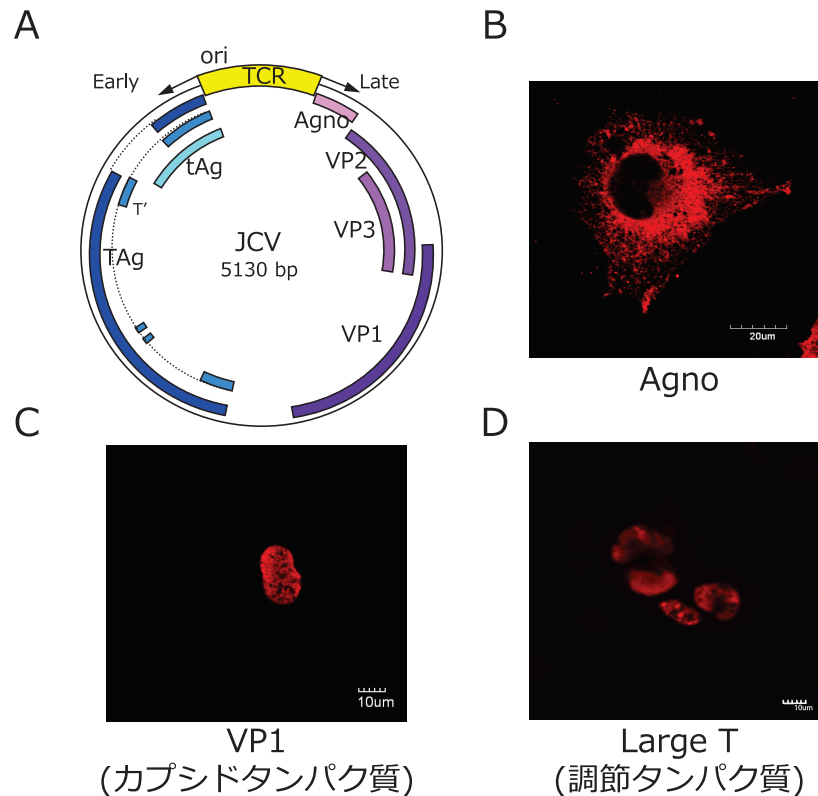 A
ori
Early
TCR
Late
Agno
tAg
VP2
T'
VP3
TAg
JCV
5130 bp
VP1
B
20um
Agno
C
10um
VP1
(カプシドタンパク質)
D
10um
Large T
(調節タンパク質)